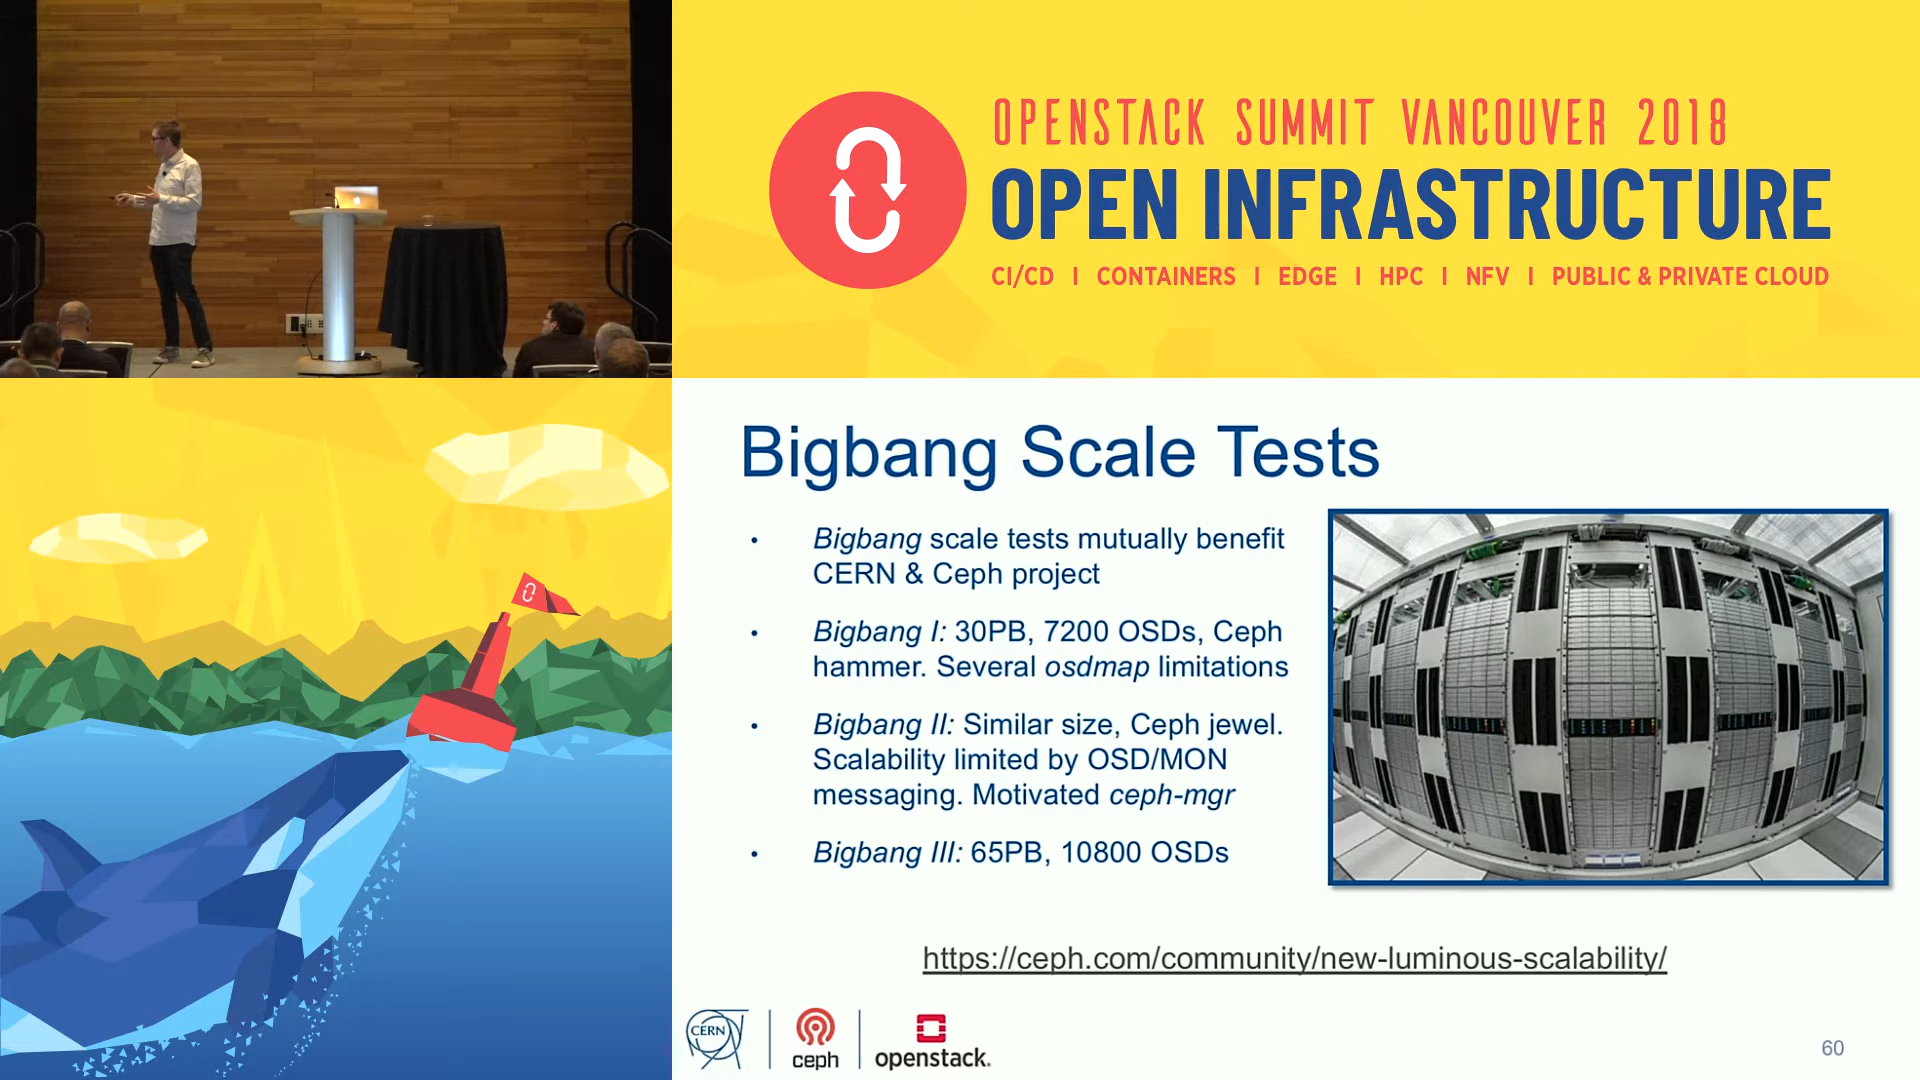 OPENSTACK SUMMIT VANCOUVER 2018
OPEN INFRASTRUCTURE
CI/CD | CONTAINERS | EDGE | HPC | NFV | PUBLIC & PRIVATE CLOUD
Bigbang Scale Tests
• Bigbang scale tests mutually benefit
CERN & Ceph project
• Bigbang I: 30PB, 7200 OSDs, Ceph
hammer. Several osdmap limitations
• Bigbang II: Similar size, Ceph jewel.
Scalability limited by OSD/MON
messaging. Motivated ceph-mgr
• Bigbang III: 65PB, 10800 OSDs
https://ceph.com/community/new-luminous-scalability/
CERN
ceph
openstack.
60